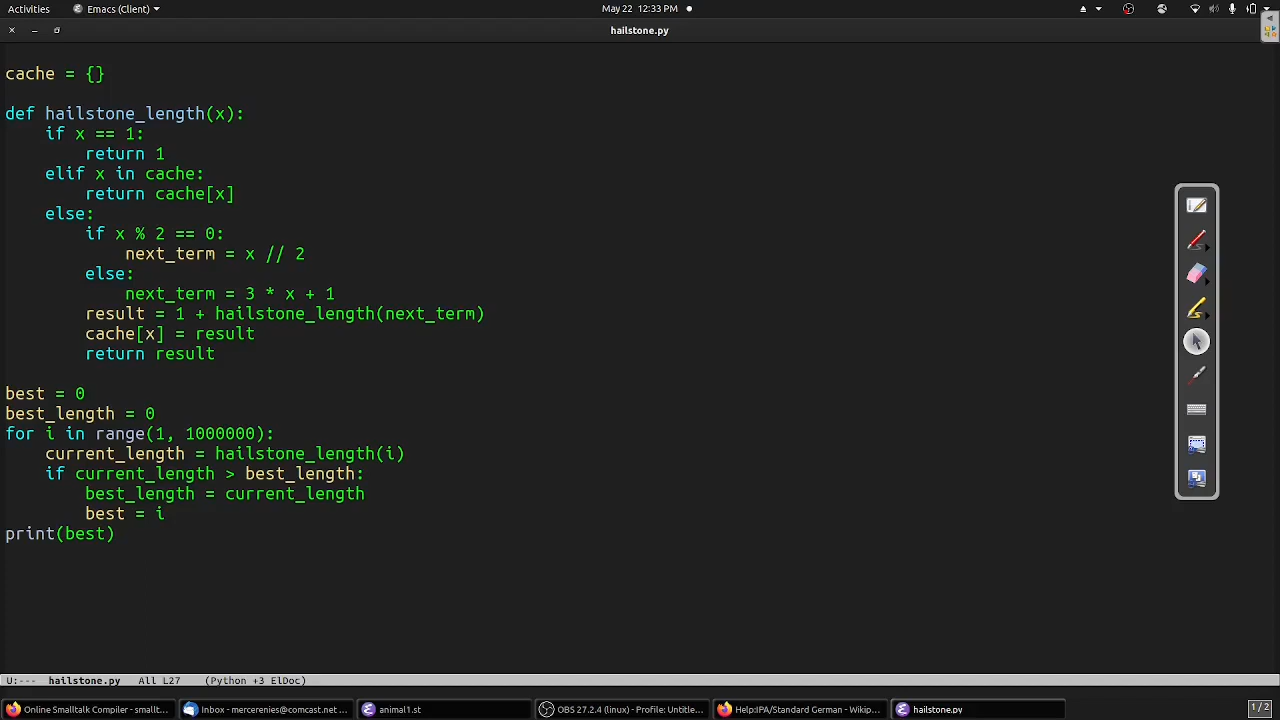 Activities Emacs (Client) May 22 12:33 PM
hailstone.py
cache = {}
def hailstone_length(x):
    if x == 1:
        return 1
    elif x in cache:
        return cache[x]
    else:
        if x % 2 == 0:
            next_term = x // 2
        else:
            next_term = 3 * x + 1
        result = 1 + hailstone_length(next_term)
        cache[x] = result
        return result
best = 0
best_length = 0
for i in range(1, 1000000):
    current_length = hailstone_length(i)
    if current_length > best_length:
        best_length = current_length
        best = i
print(best)
U:--- hailstone.py All L27 (Python +3 ElDoc)
Online Smalltalk Compiler - smallt... Inbox - mercerenies@comcast.net ... animal1.st OBS 27.2.4 (linux) - Profile: Untitle... Help:IPA/Standard German - Wikip... hailstone.py 1/2